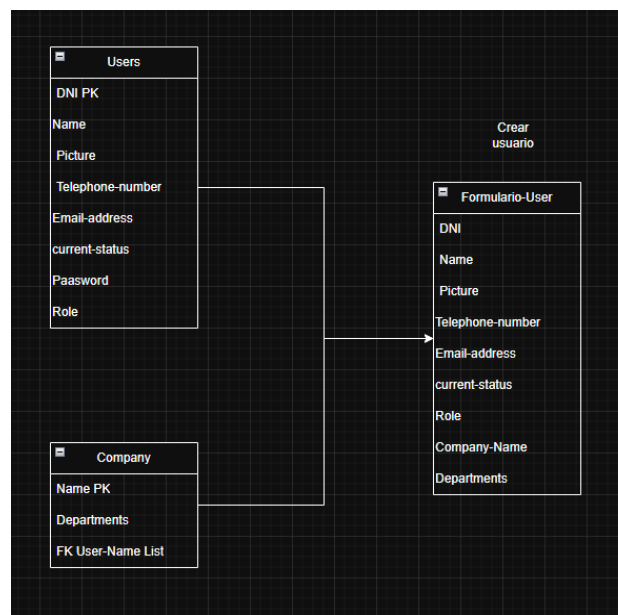 Users
DNI PK
Name
Picture
Telephone-number
Email-address
current-status
Paasword
Role
Crear
usuario
Formulario-User
DNI
Name
Picture
Telephone-number
Email-address
current-status
Role
Company-Name
Departments
Company
Name PK
Departments
FK User-Name List